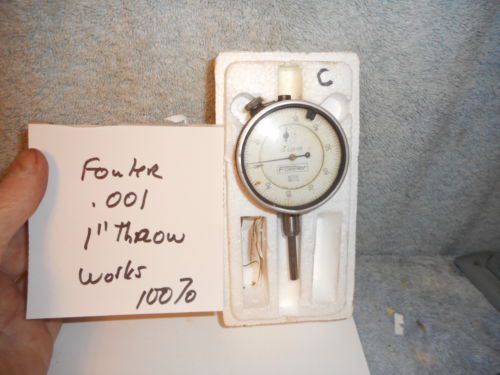 C
Fowler
.001
1" Throw
Works
100%
Fowler
C